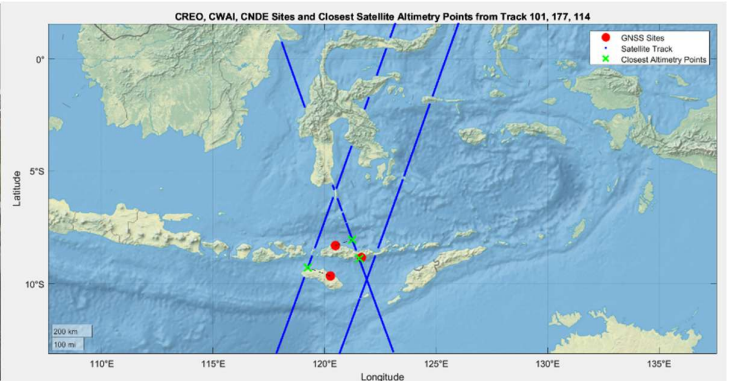 CREO, CWAI, CNDE Sites and Closest Satellite Altimetry Points from Track 101, 177, 114
GNSS Sites
Satellite Track
Closest Altimetry Points
0°
5°S
10°S
Latitude
200 km
100 mi
110°E 115°E 120°E 125°E 130°E 135°E
Longitude